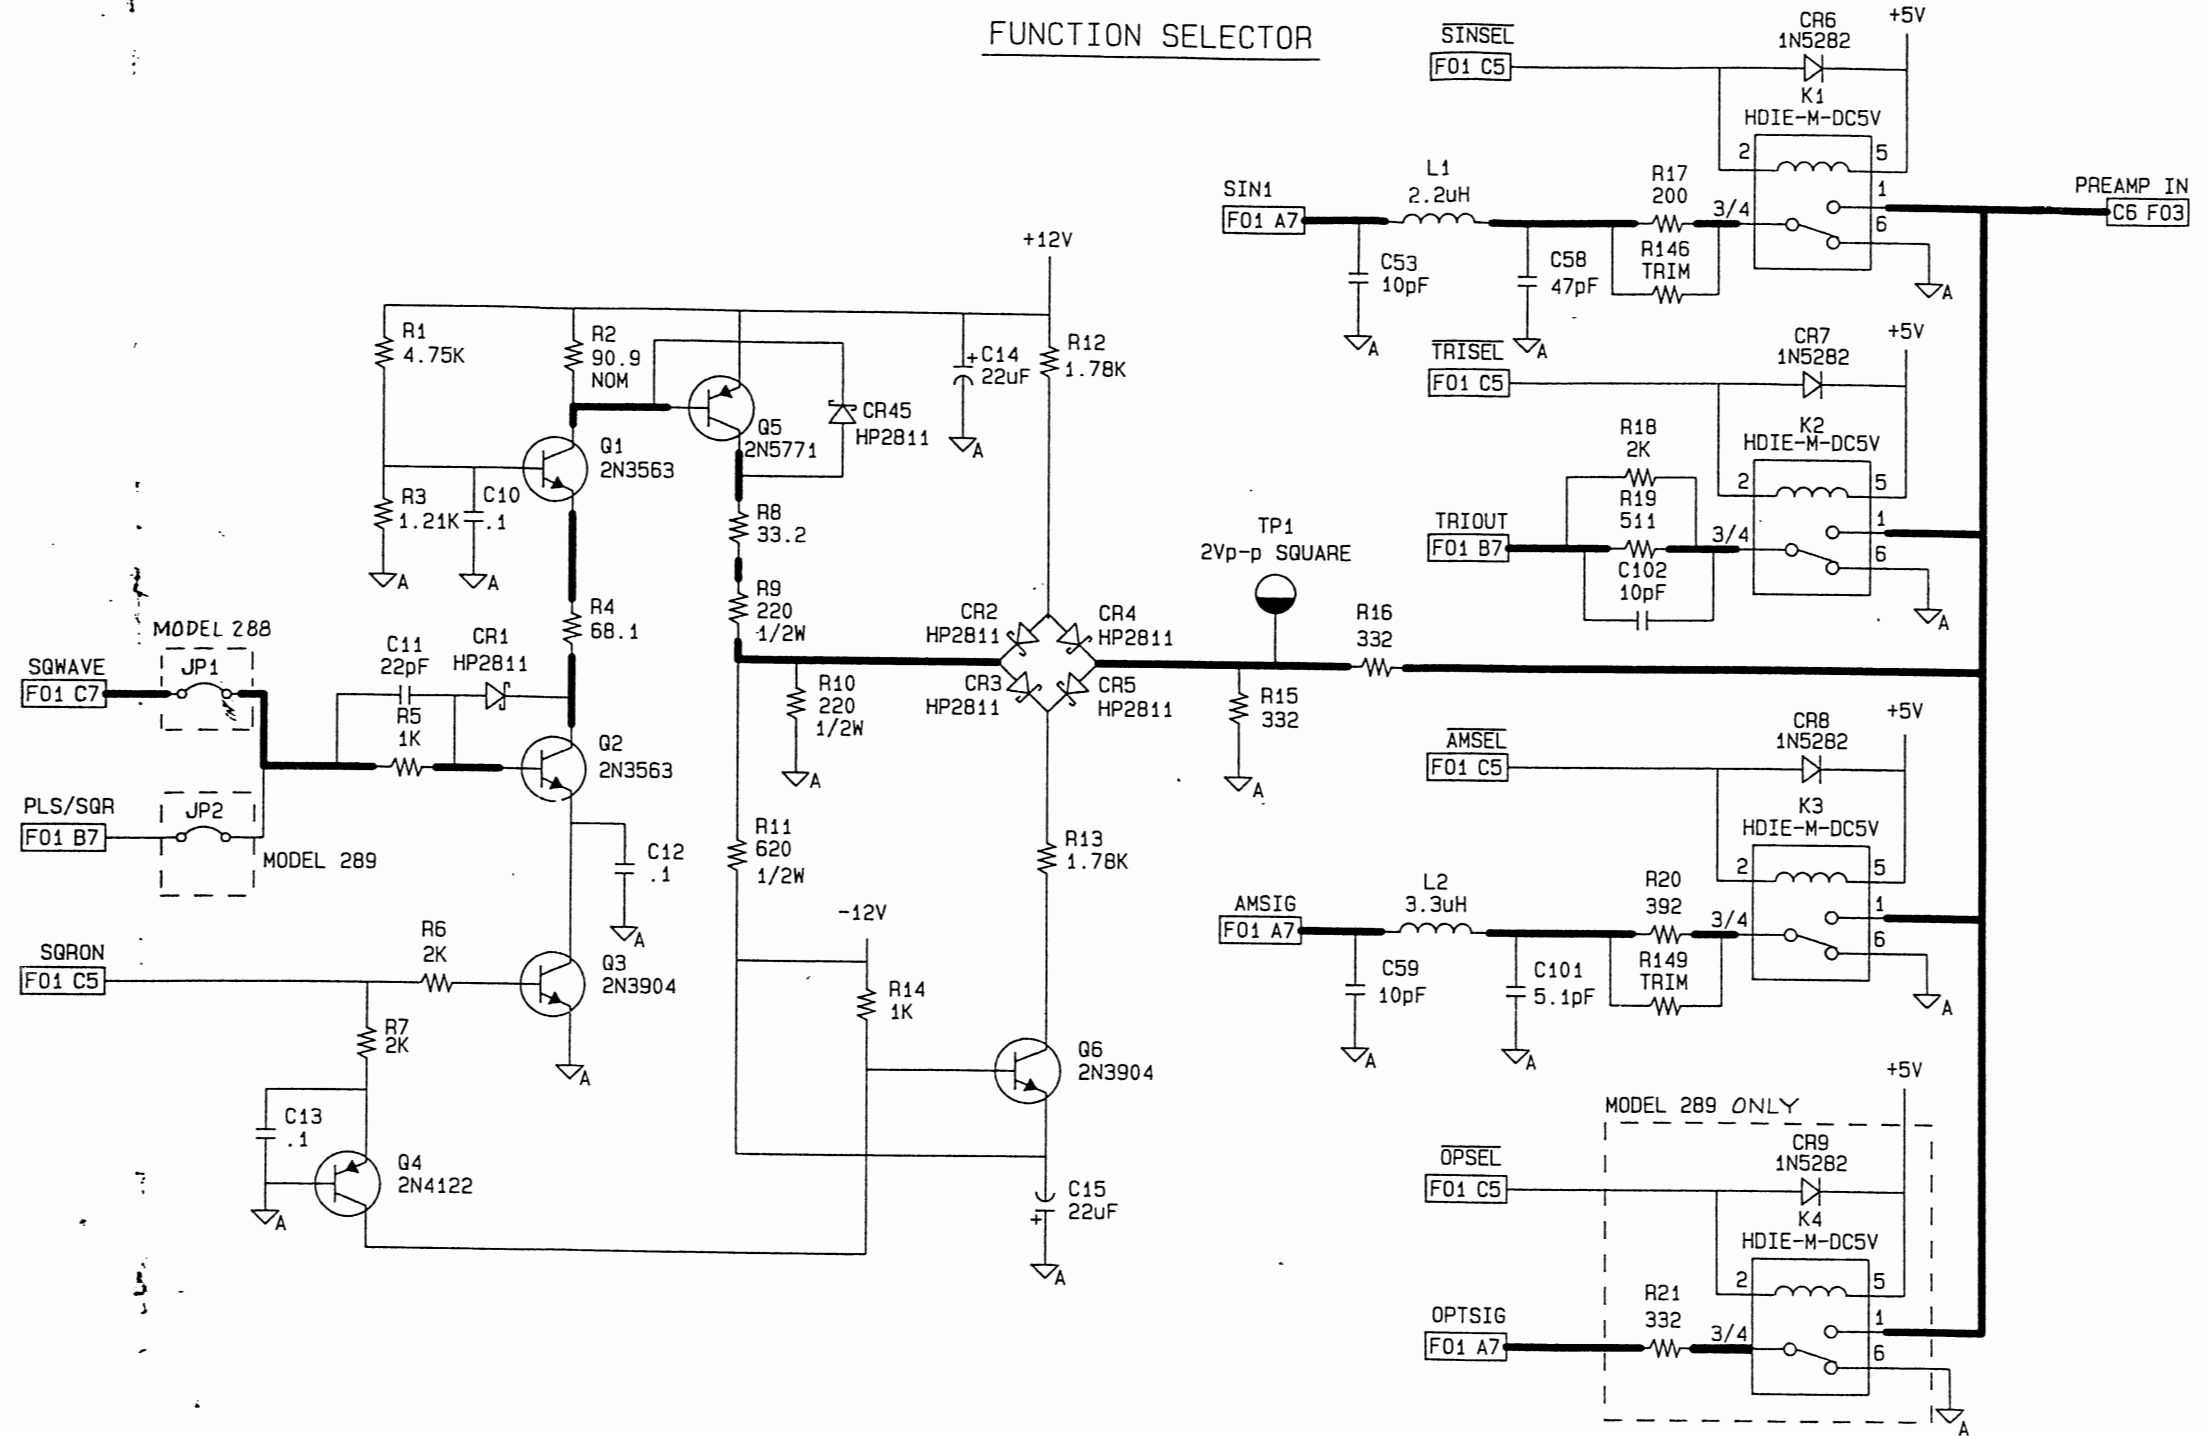 FUNCTION SELECTOR
SINSEL
F01 C5
CR6
1N5282
+5V
K1
HDIE-M-DC5V
2
5
1
6
3/4
SIN1
F01 A7
L1
2.2uH
R17
200
R146
TRIM
C53
10pF
C58
47pF
A
A
A
PREAMP IN
C6 F03
TRISEL
F01 C5
CR7
1N5282
+5V
K2
HDIE-M-DC5V
2
5
1
6
3/4
R18
2K
R19
511
C102
10pF
TRIOUT
F01 B7
A
+12V
R1
4.75K
R2
90.9
NOM
C14
+
22uF
R12
1.78K
CR45
HP2811
Q5
2N5771
Q1
2N3563
A
R3
1.21K
C10
.1
A
A
R8
33.2
R9
220
1/2W
R4
68.1
TP1
2Vp-p SQUARE
CR2
HP2811
CR4
HP2811
CR3
HP2811
CR5
HP2811
R16
332
R15
332
A
R10
220
1/2W
A
MODEL 288
SQWAVE
F01 C7
JP1
C11
22pF
CR1
HP2811
R5
1K
Q2
2N3563
PLS/SQR
F01 B7
JP2
MODEL 289
C12
.1
A
R11
620
1/2W
R13
1.78K
-12V
SQRON
F01 C5
R6
2K
Q3
2N3904
R14
1K
R7
2K
A
Q6
2N3904
C13
.1
Q4
2N4122
A
C15
22uF
+
A
AMSEL
F01 C5
CR8
1N5282
+5V
K3
HDIE-M-DC5V
2
5
1
6
3/4
AMSIG
F01 A7
L2
3.3uH
R20
392
R149
TRIM
C59
10pF
C101
5.1pF
A
A
A
MODEL 289 ONLY
+5V
OPSEL
F01 C5
CR9
1N5282
K4
HDIE-M-DC5V
2
5
1
6
3/4
OPTSIG
F01 A7
R21
332
A